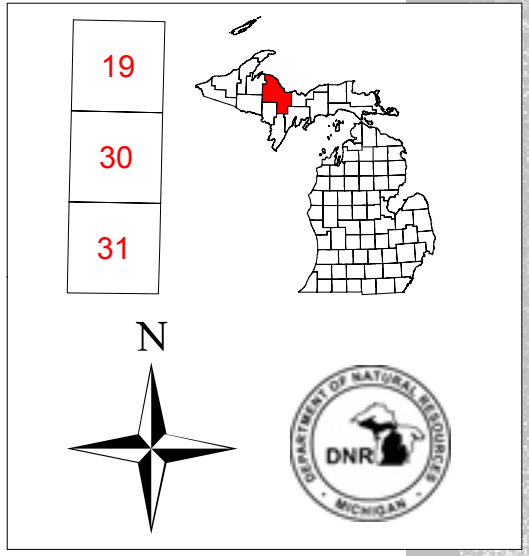 19
30
31
N
DEPARTMENT OF NATURAL RESOURCES
DNR
MICHIGAN